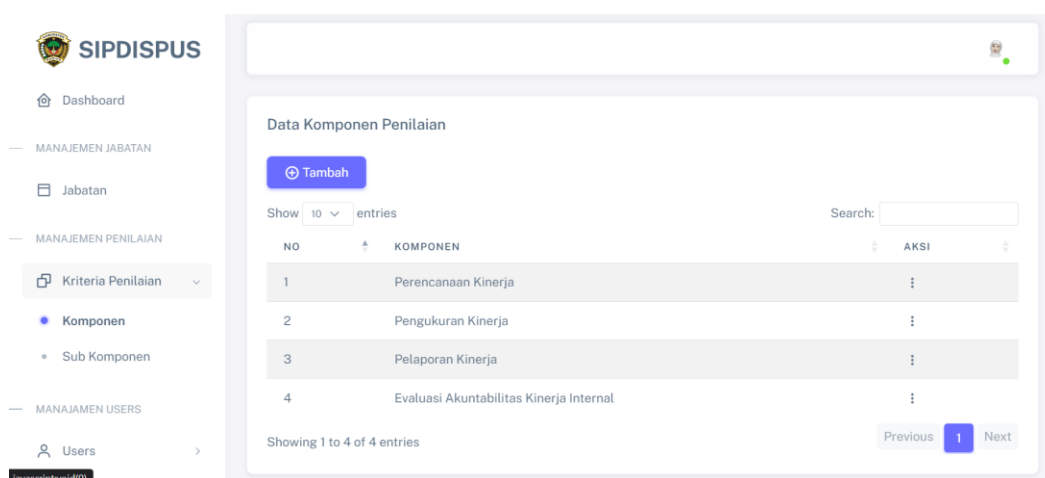 SIPDISPUS
Dashboard
MANAJEMEN JABATAN
Jabatan
MANAJEMEN PENILAIAN
Kriteria Penilaian
Komponen
Sub Komponen
MANAJAMEN USERS
Users
Data Komponen Penilaian
Tambah
Show 10 entries
Search:
NO KOMPONEN AKSI
1 Perencanaan Kinerja
2 Pengukuran Kinerja
3 Pelaporan Kinerja
4 Evaluasi Akuntabilitas Kinerja Internal
Showing 1 to 4 of 4 entries
Previous 1 Next